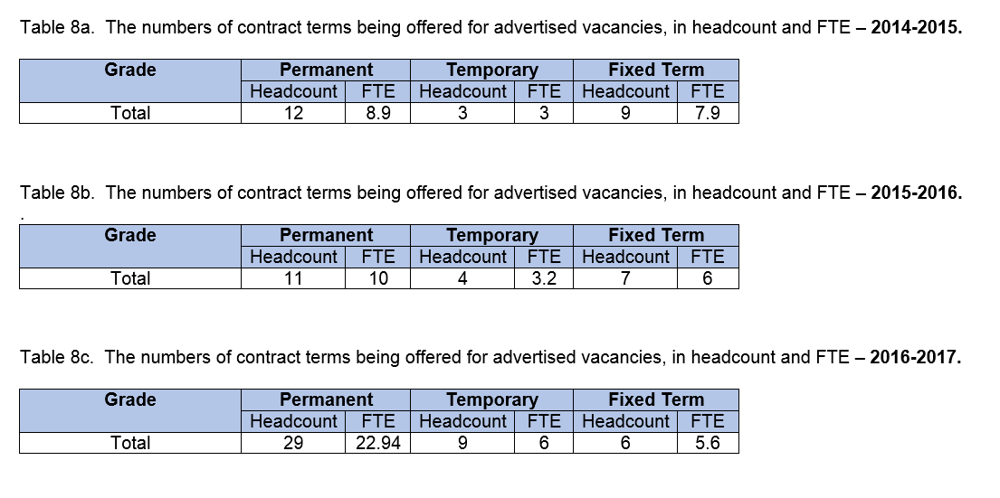 Table 8a.  The numbers of contract terms being offered for advertised vacancies, in headcount and FTE – 2014-2015.
Grade Permanent Temporary Fixed Term
Headcount FTE Headcount FTE Headcount FTE
Total 12 8.9 3 3 9 7.9
Table 8b.  The numbers of contract terms being offered for advertised vacancies, in headcount and FTE – 2015-2016.
.
Grade Permanent Temporary Fixed Term
Headcount FTE Headcount FTE Headcount FTE
Total 11 10 4 3.2 7 6
Table 8c.  The numbers of contract terms being offered for advertised vacancies, in headcount and FTE – 2016-2017.
Grade Permanent Temporary Fixed Term
Headcount FTE Headcount FTE Headcount FTE
Total 29 22.94 9 6 6 5.6